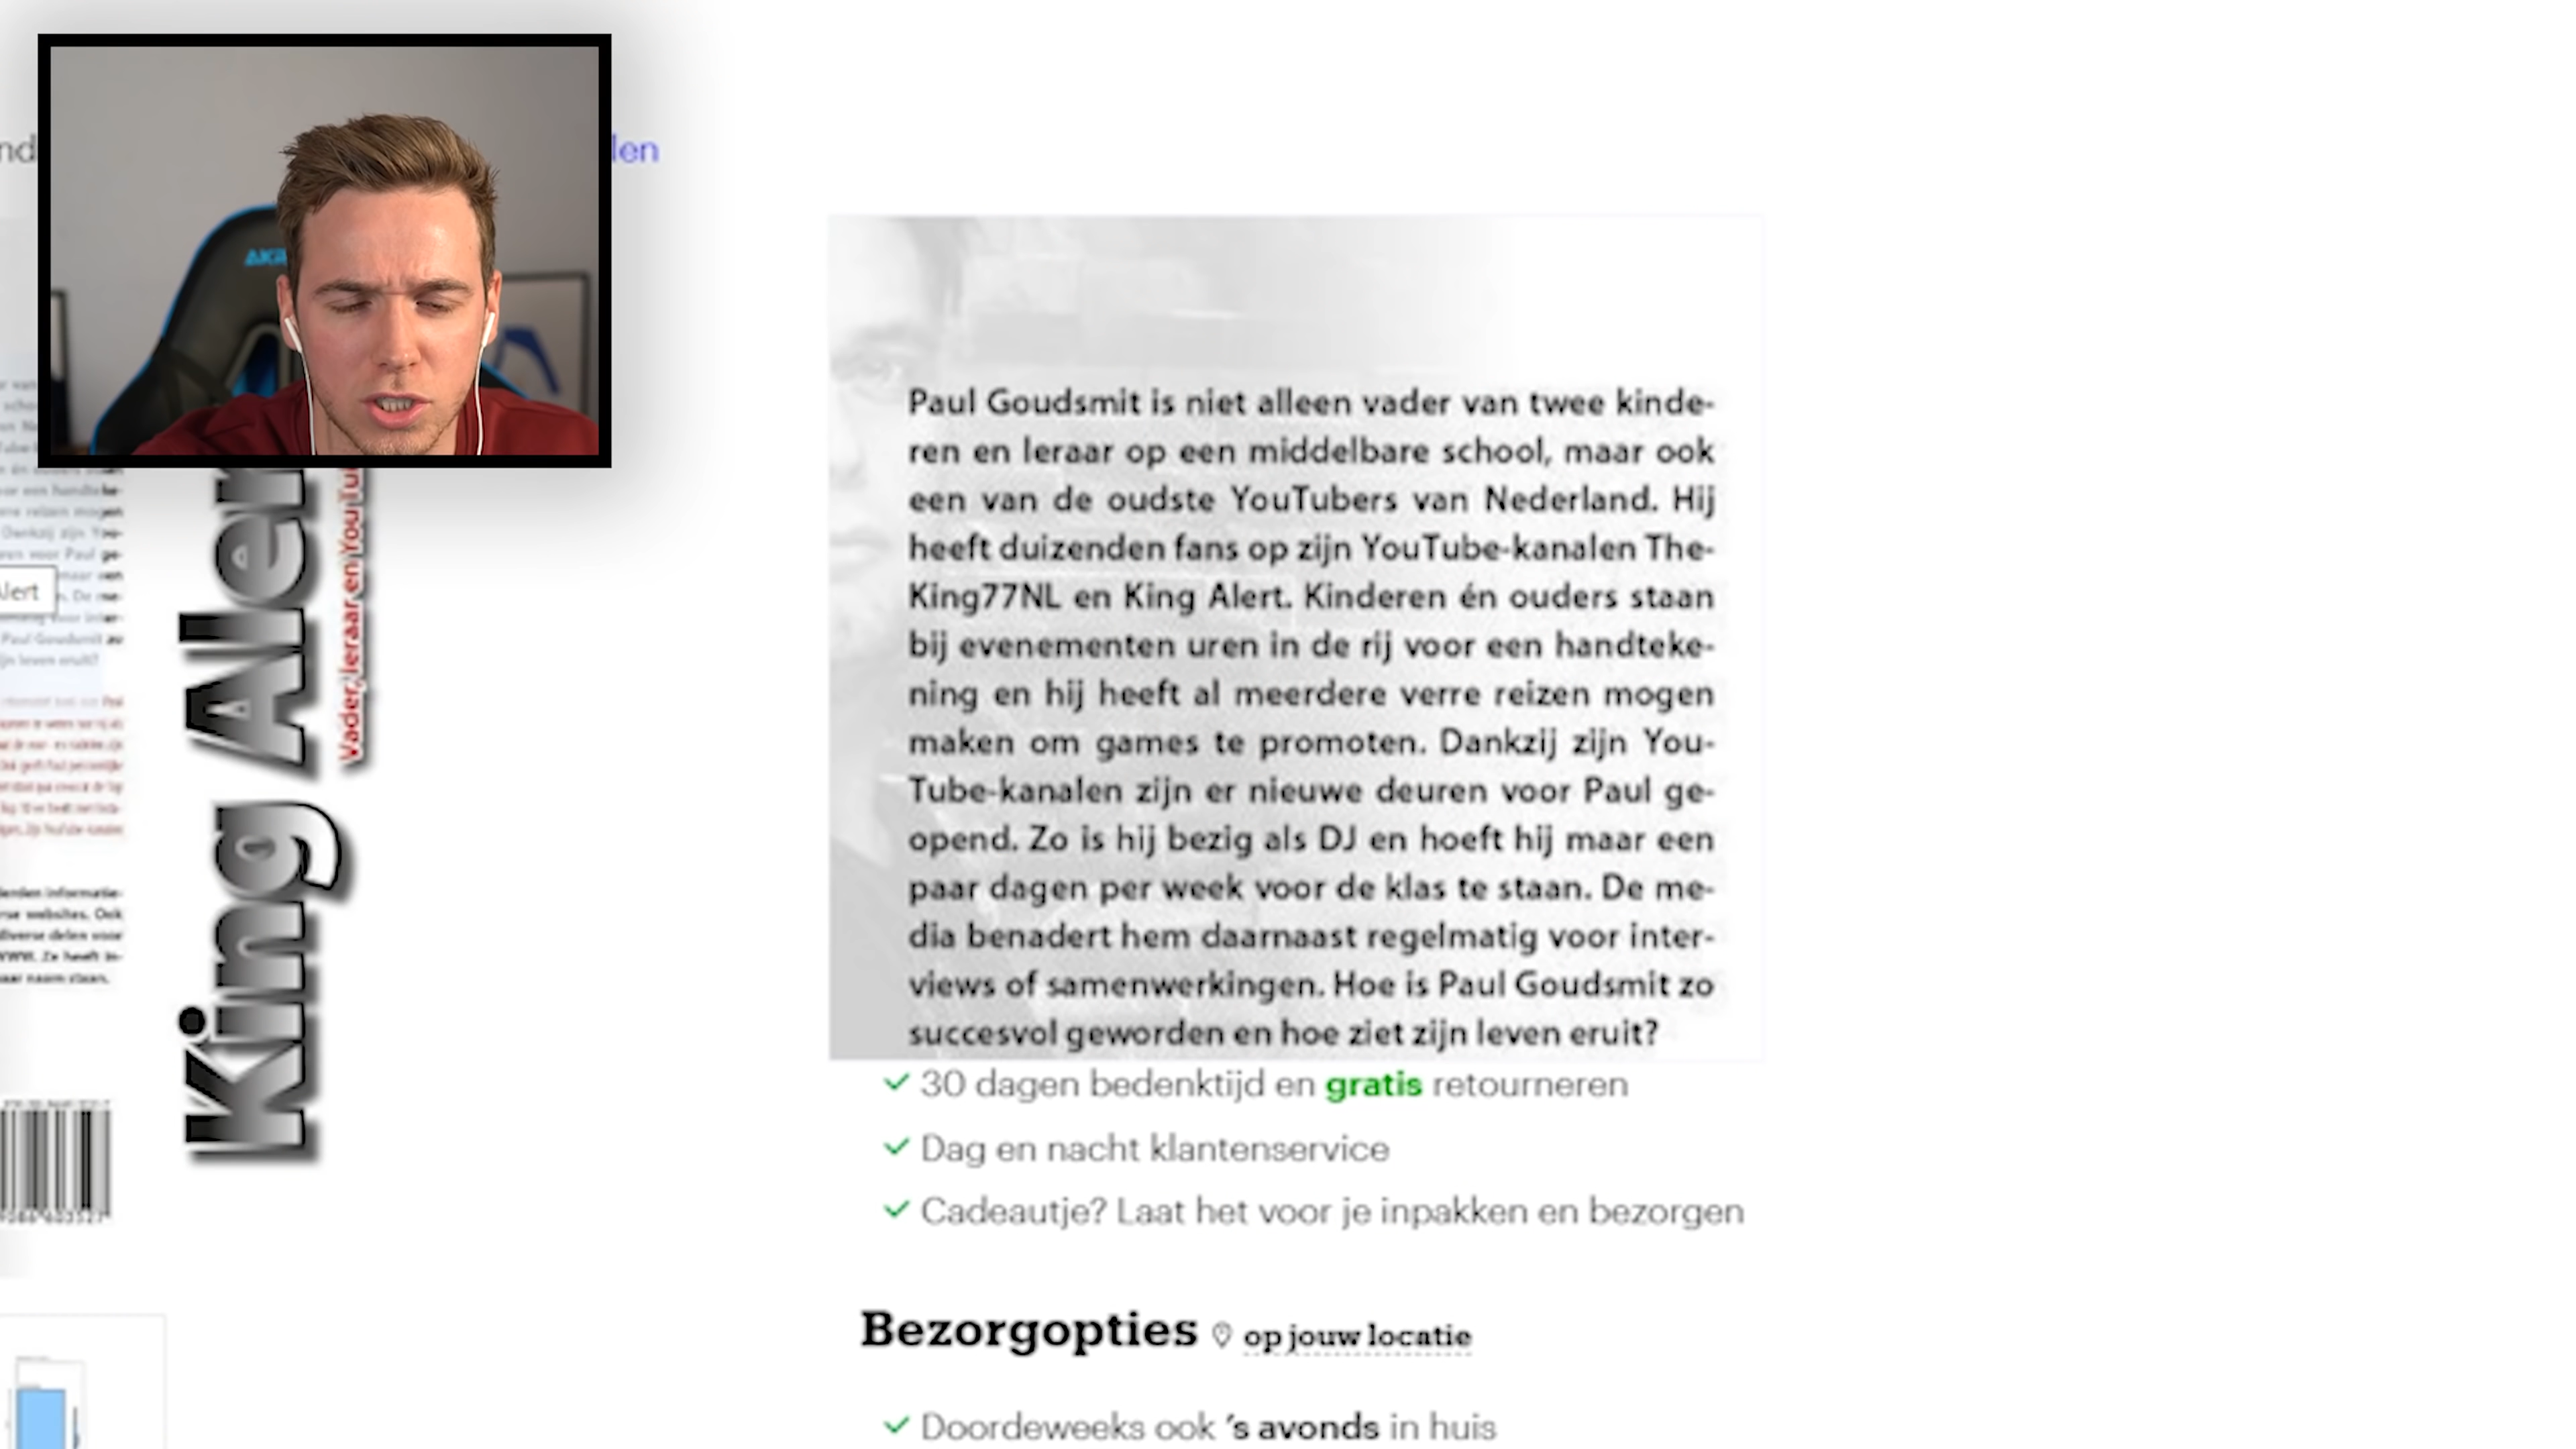 len
AK
King Aler
Vader, leraar en YouTu
lert
Paul Goudsmit is niet alleen vader van twee kinde-
ren en leraar op een middelbare school, maar ook
een van de oudste YouTubers van Nederland. Hij
heeft duizenden fans op zijn YouTube-kanalen The-
King77NL en King Alert. Kinderen én ouders staan
bij evenementen uren in de rij voor een handteke-
ning en hij heeft al meerdere verre reizen mogen
maken om games te promoten. Dankzij zijn You-
Tube-kanalen zijn er nieuwe deuren voor Paul ge-
opend. Zo is hij bezig als DJ en hoeft hij maar een
paar dagen per week voor de klas te staan. De me-
dia benadert hem daarnaast regelmatig voor inter-
views of samenwerkingen. Hoe is Paul Goudsmit zo
succesvol geworden en hoe ziet zijn leven eruit?
30 dagen bedenktijd en gratis retourneren
Dag en nacht klantenservice
Cadeautje? Laat het voor je inpakken en bezorgen
Bezorgopties op jouw locatie
Doordeweeks ook 's avonds in huis